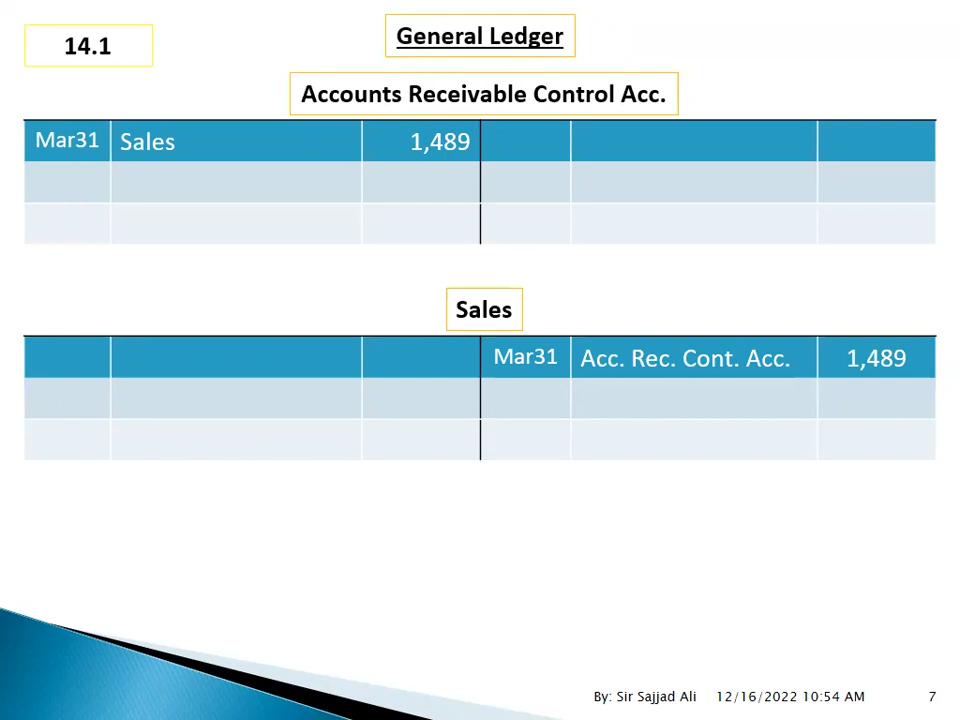 14.1
General Ledger
Accounts Receivable Control Acc.
Mar31 Sales 1,489
Sales
Mar31 Acc. Rec. Cont. Acc. 1,489
By: Sir Sajjad Ali 12/16/2022 10:54 AM 7